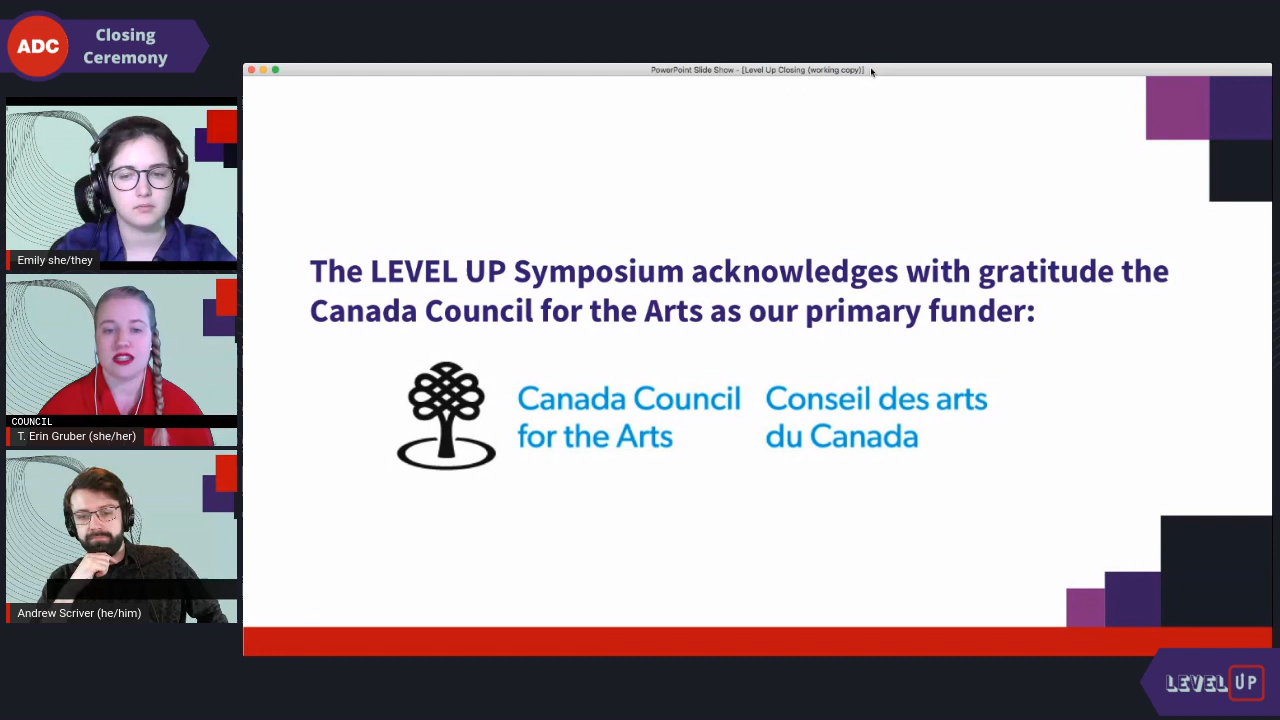 ADC
Closing
Ceremony
PowerPoint Slide Show - [Level Up Closing (working copy)]
Emily she/they
COUNCIL
T. Erin Gruber (she/her)
Andrew Scriver (he/him)
The LEVEL UP Symposium acknowledges with gratitude the
Canada Council for the Arts as our primary funder:
Canada Council
for the Arts
Conseil des arts
du Canada
LEVEL UP